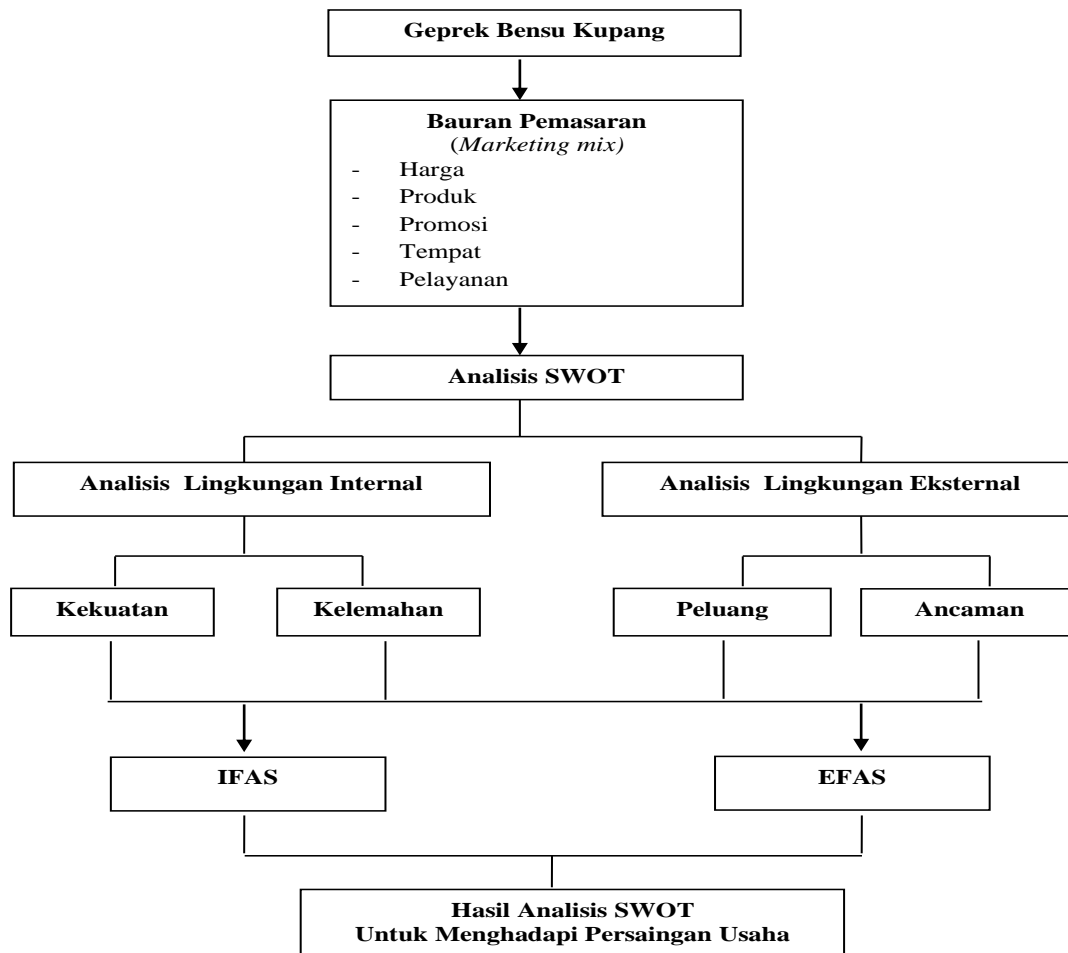 Geprek Bensu Kupang
Bauran Pemasaran
(Marketing mix)
- Harga
- Produk
- Promosi
- Tempat
- Pelayanan
Analisis SWOT
Analisis Lingkungan Internal
Analisis Lingkungan Eksternal
Kekuatan
Kelemahan
Peluang
Ancaman
IFAS
EFAS
Hasil Analisis SWOT
Untuk Menghadapi Persaingan Usaha